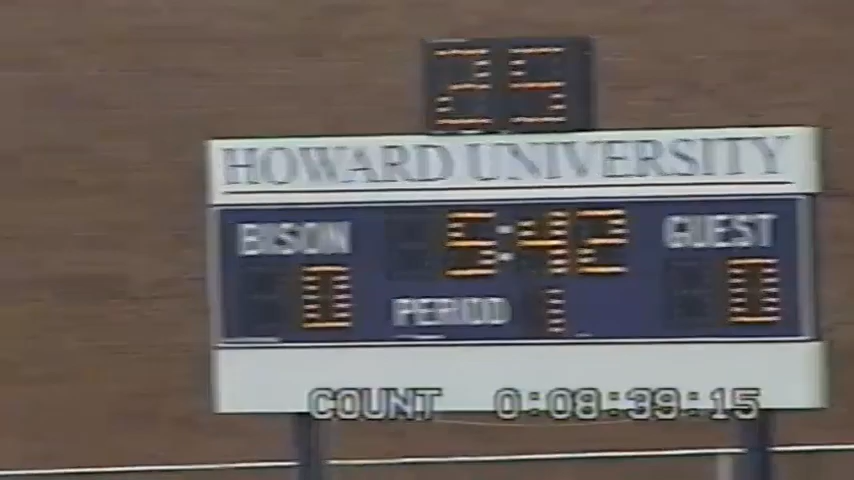 25
HOWARD UNIVERSITY
BISON 5:42 GUEST
0 PERIOD 1 0
COUNT 0:08:39:15